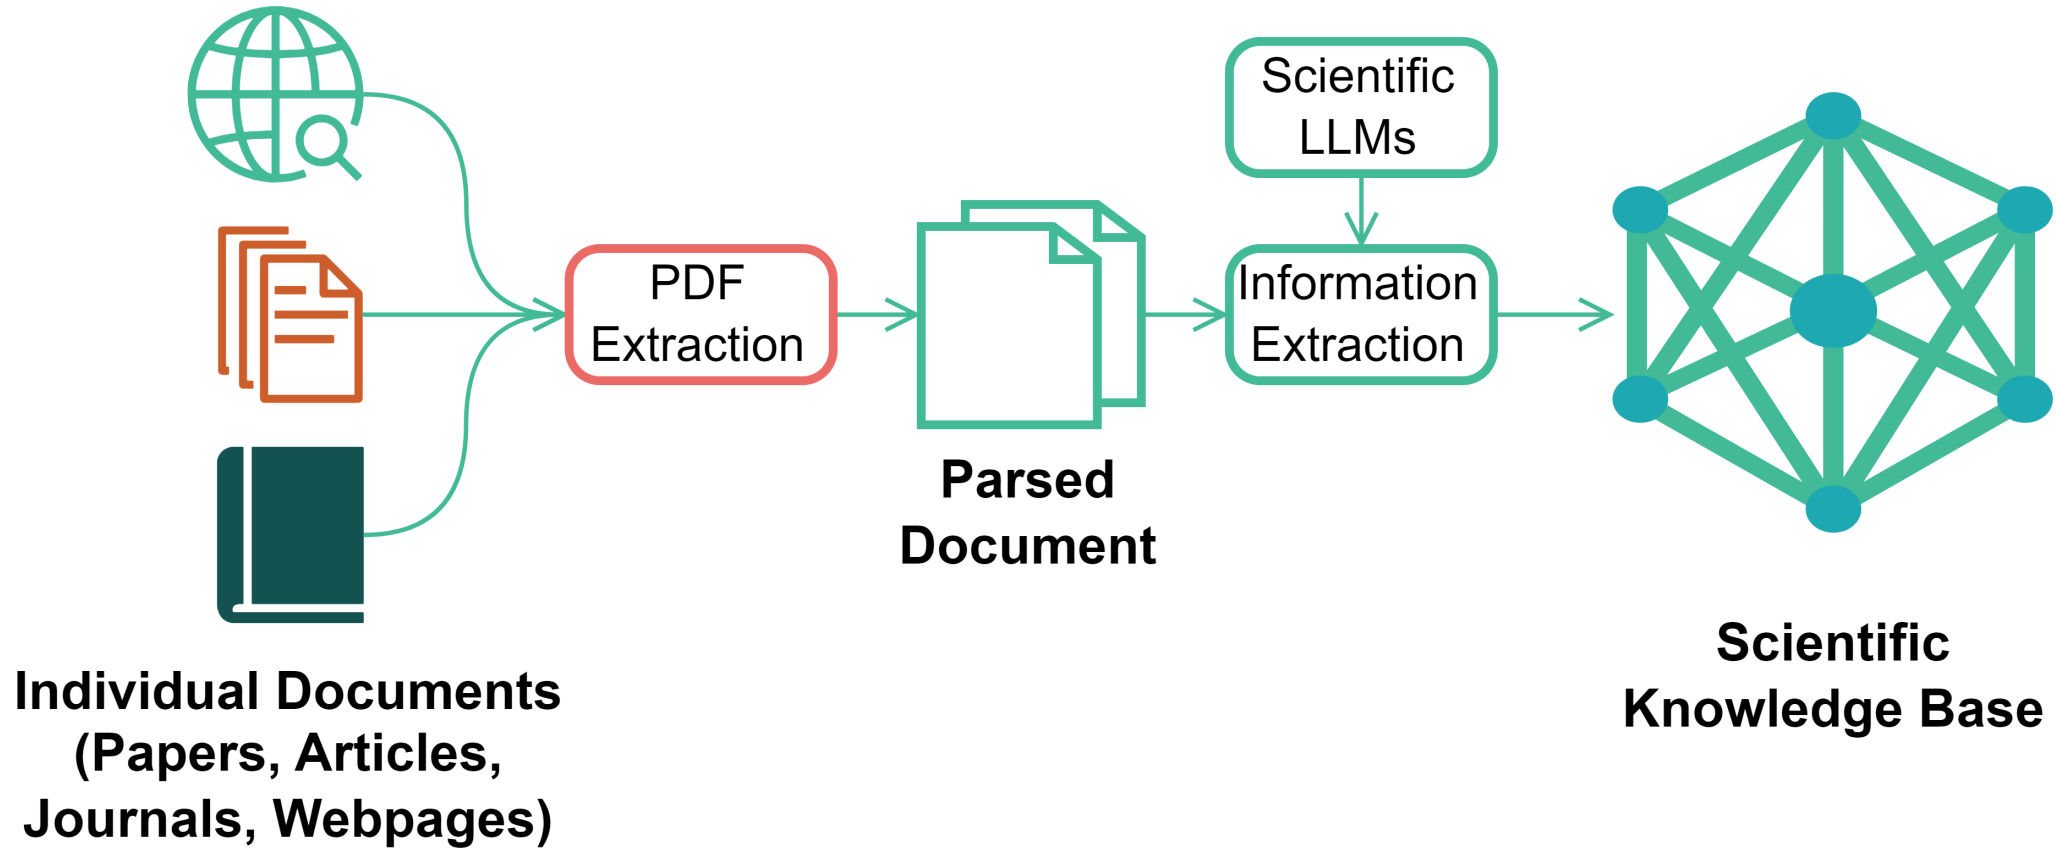 Scientific
LLMs
PDF
Extraction
Information
Extraction
Parsed
Document
Scientific
Knowledge Base
Individual Documents
(Papers, Articles,
Journals, Webpages)